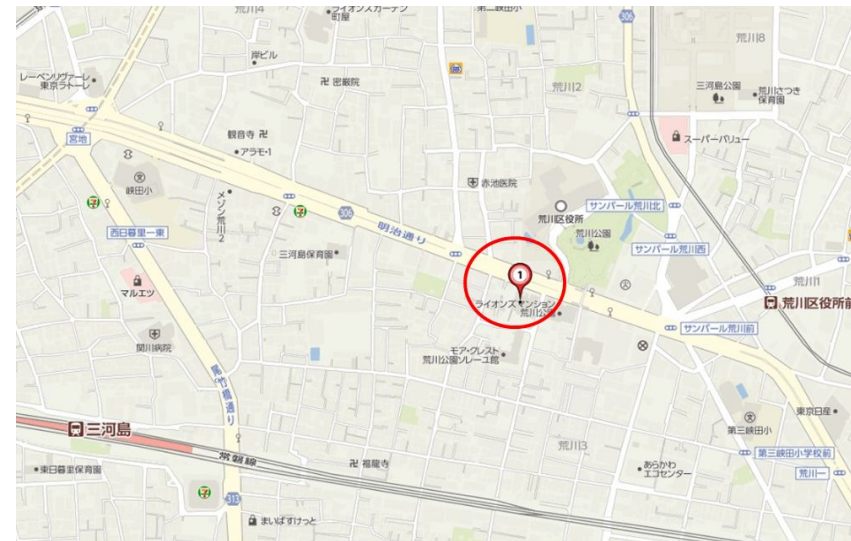 荒川4
ライオンズガーデン
町屋
第二峡田小
306
岸ビル
荒川8
レーベンリヴァーレ
東京ラトーレ
卍 密厳院
荒川2
三河島公園
荒川さつき
保育園
宮地
観音寺 卍
アラモ・1
スーパーバリュー
峡田小
メゾン荒川2
赤池医院
荒川区役所
サンパール荒川北
306
明治通り
荒川公園
西日暮里一東
三河島保育園
サンパール荒川西
1
マルエツ
ライオンズマンション
荒川公園
荒川1
荒川区役所前
サンパール荒川前
関川病院
モア・クレスト
荒川公園ソレーユ館
尾竹橋通り
東京日産
第三峡田小
三河島
常磐線
荒川3
第三峡田小学校前
東日暮里保育園
卍 福龍寺
あらかわ
エコセンター
荒川一
313
まいばすけっと